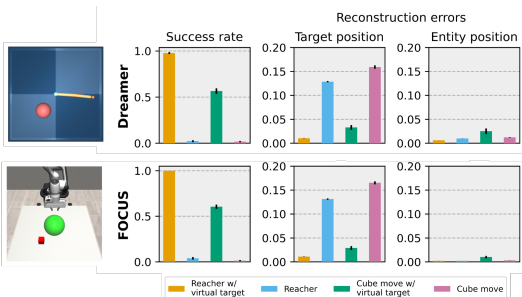 Reconstruction errors
Success rate Target position Entity position
Dreamer
1.0 0.5 0.0
0.20 0.15 0.10 0.05 0.00
0.20 0.15 0.10 0.05 0.00
FOCUS
1.0 0.5 0.0
0.20 0.15 0.10 0.05 0.00
0.20 0.15 0.10 0.05 0.00
Reacher w/
virtual target
Reacher
Cube move w/
virtual target
Cube move